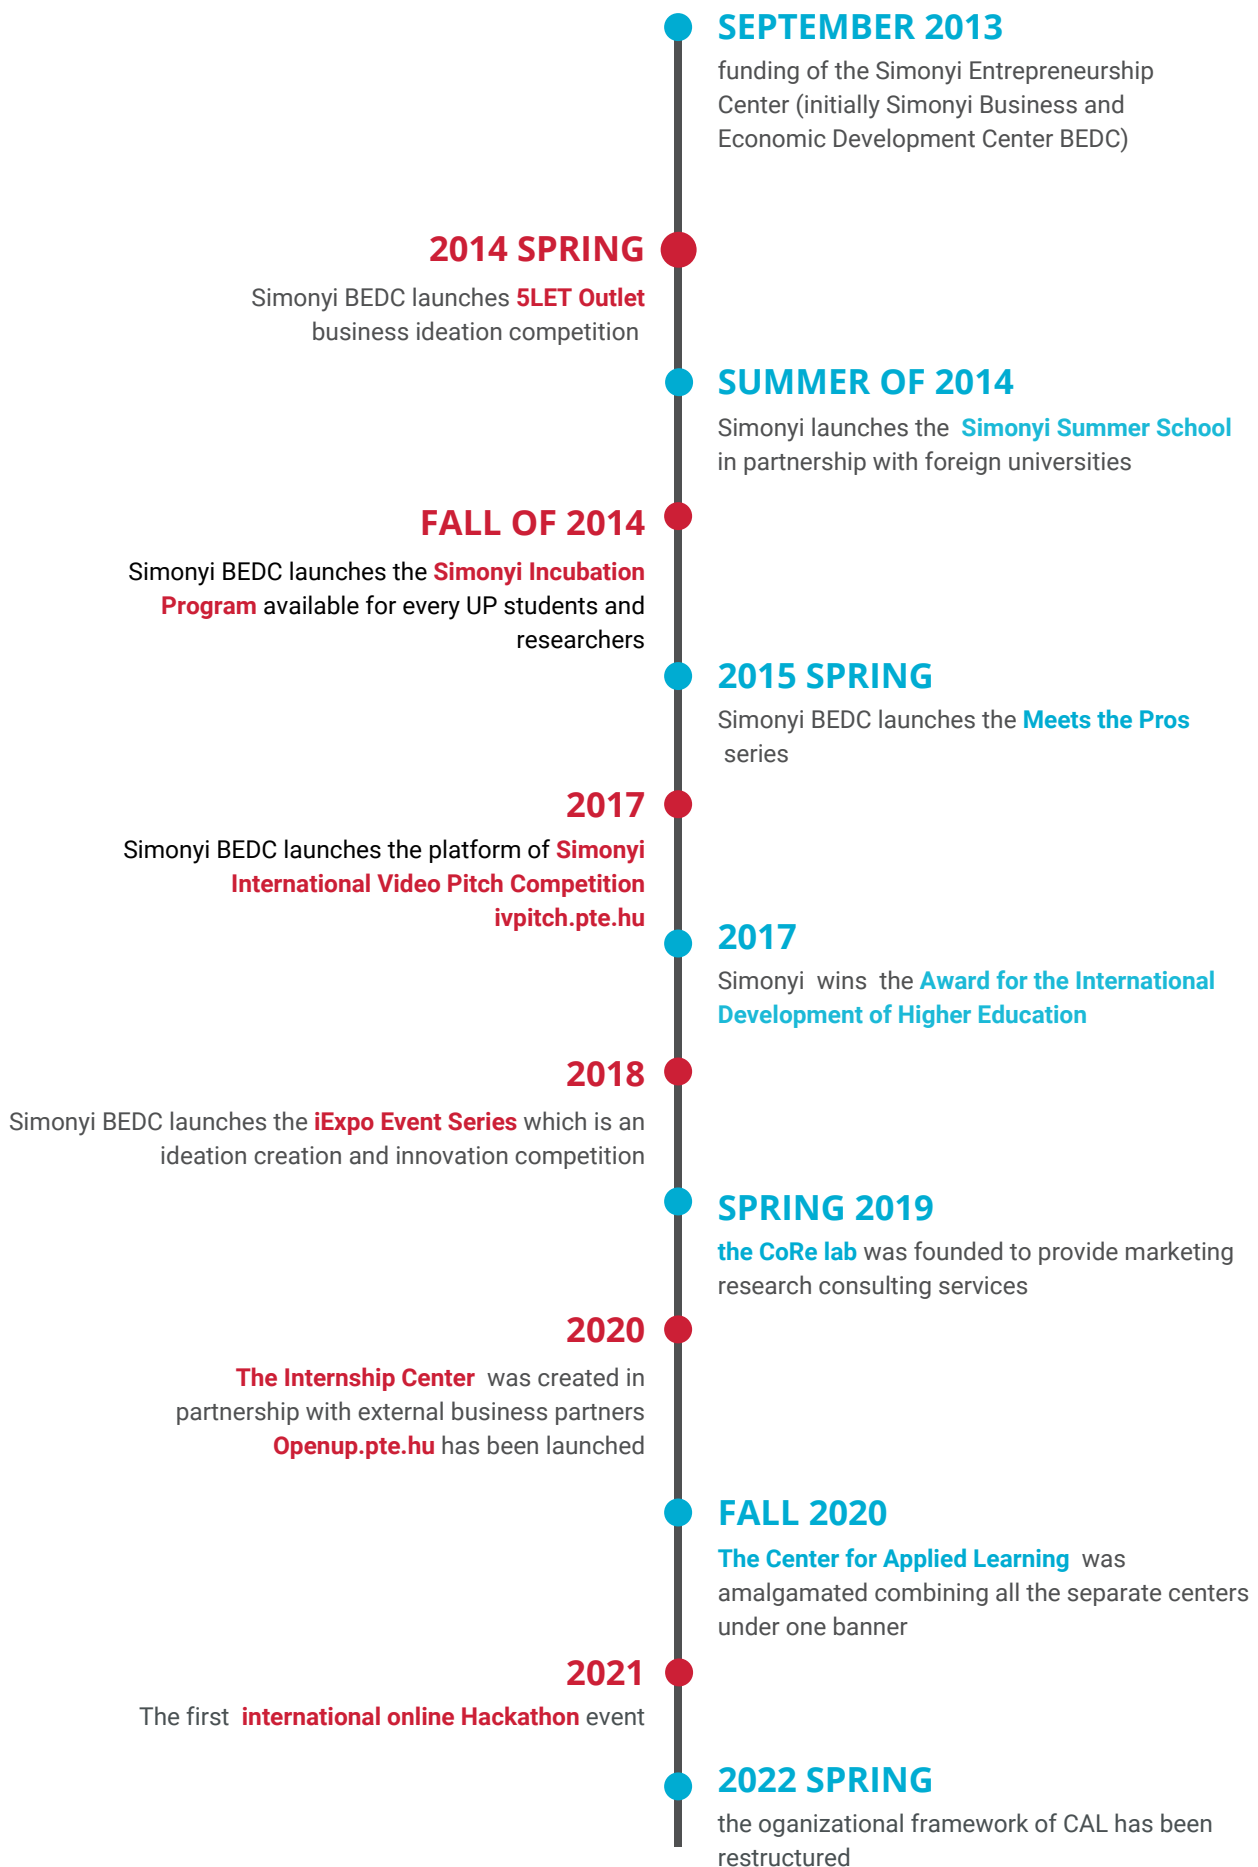 SEPTEMBER 2013
funding of the Simonyi Entrepreneurship
Center (initially Simonyi Business and
Economic Development Center BEDC)
2014 SPRING
Simonyi BEDC launches 5LET Outlet
business ideation competition
SUMMER OF 2014
Simonyi launches the Simonyi Summer School
in partnership with foreign universities
FALL OF 2014
Simonyi BEDC launches the Simonyi Incubation
Program available for every UP students and
researchers
2015 SPRING
Simonyi BEDC launches the Meets the Pros
series
2017
Simonyi BEDC launches the platform of Simonyi
International Video Pitch Competition
ivpitch.pte.hu
2017
Simonyi wins the Award for the International
Development of Higher Education
2018
Simonyi BEDC launches the iExpo Event Series which is an
ideation creation and innovation competition
SPRING 2019
the CoRe lab was founded to provide marketing
research consulting services
2020
The Internship Center was created in
partnership with external business partners
Openup.pte.hu has been launched
FALL 2020
The Center for Applied Learning was
amalgamated combining all the separate centers
under one banner
2021
The first international online Hackathon event
2022 SPRING
the oganizational framework of CAL has been
restructured